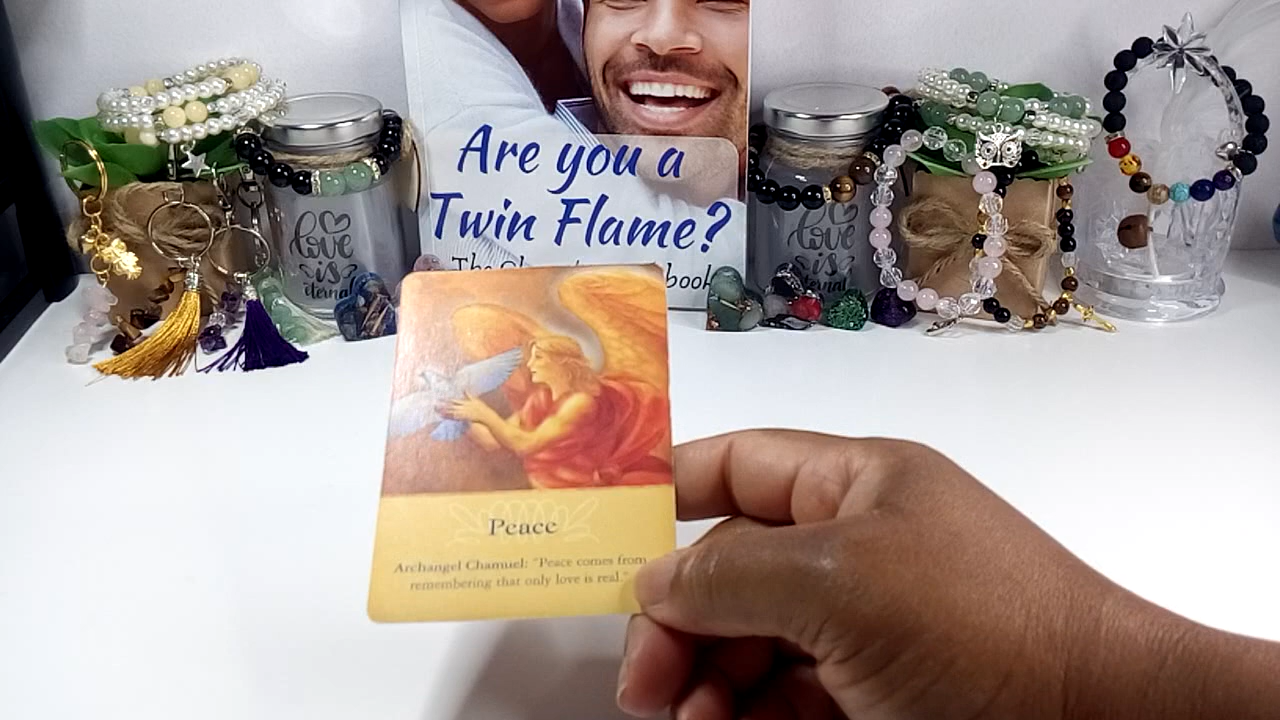 Are you a
Twin Flame?
book
love
is
eternal
love
is
eternal
Peace
Archangel Chamuel: "Peace comes from
remembering that only love is real."